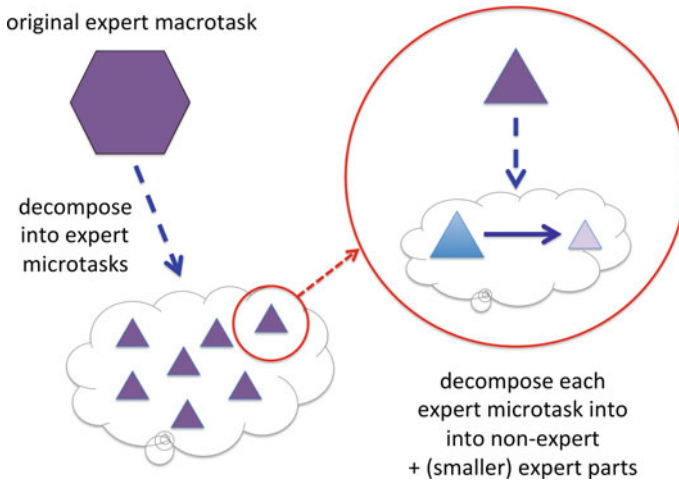 original expert macrotask
decompose
into expert
microtasks
decompose each
expert microtask into
into non-expert
+ (smaller) expert parts